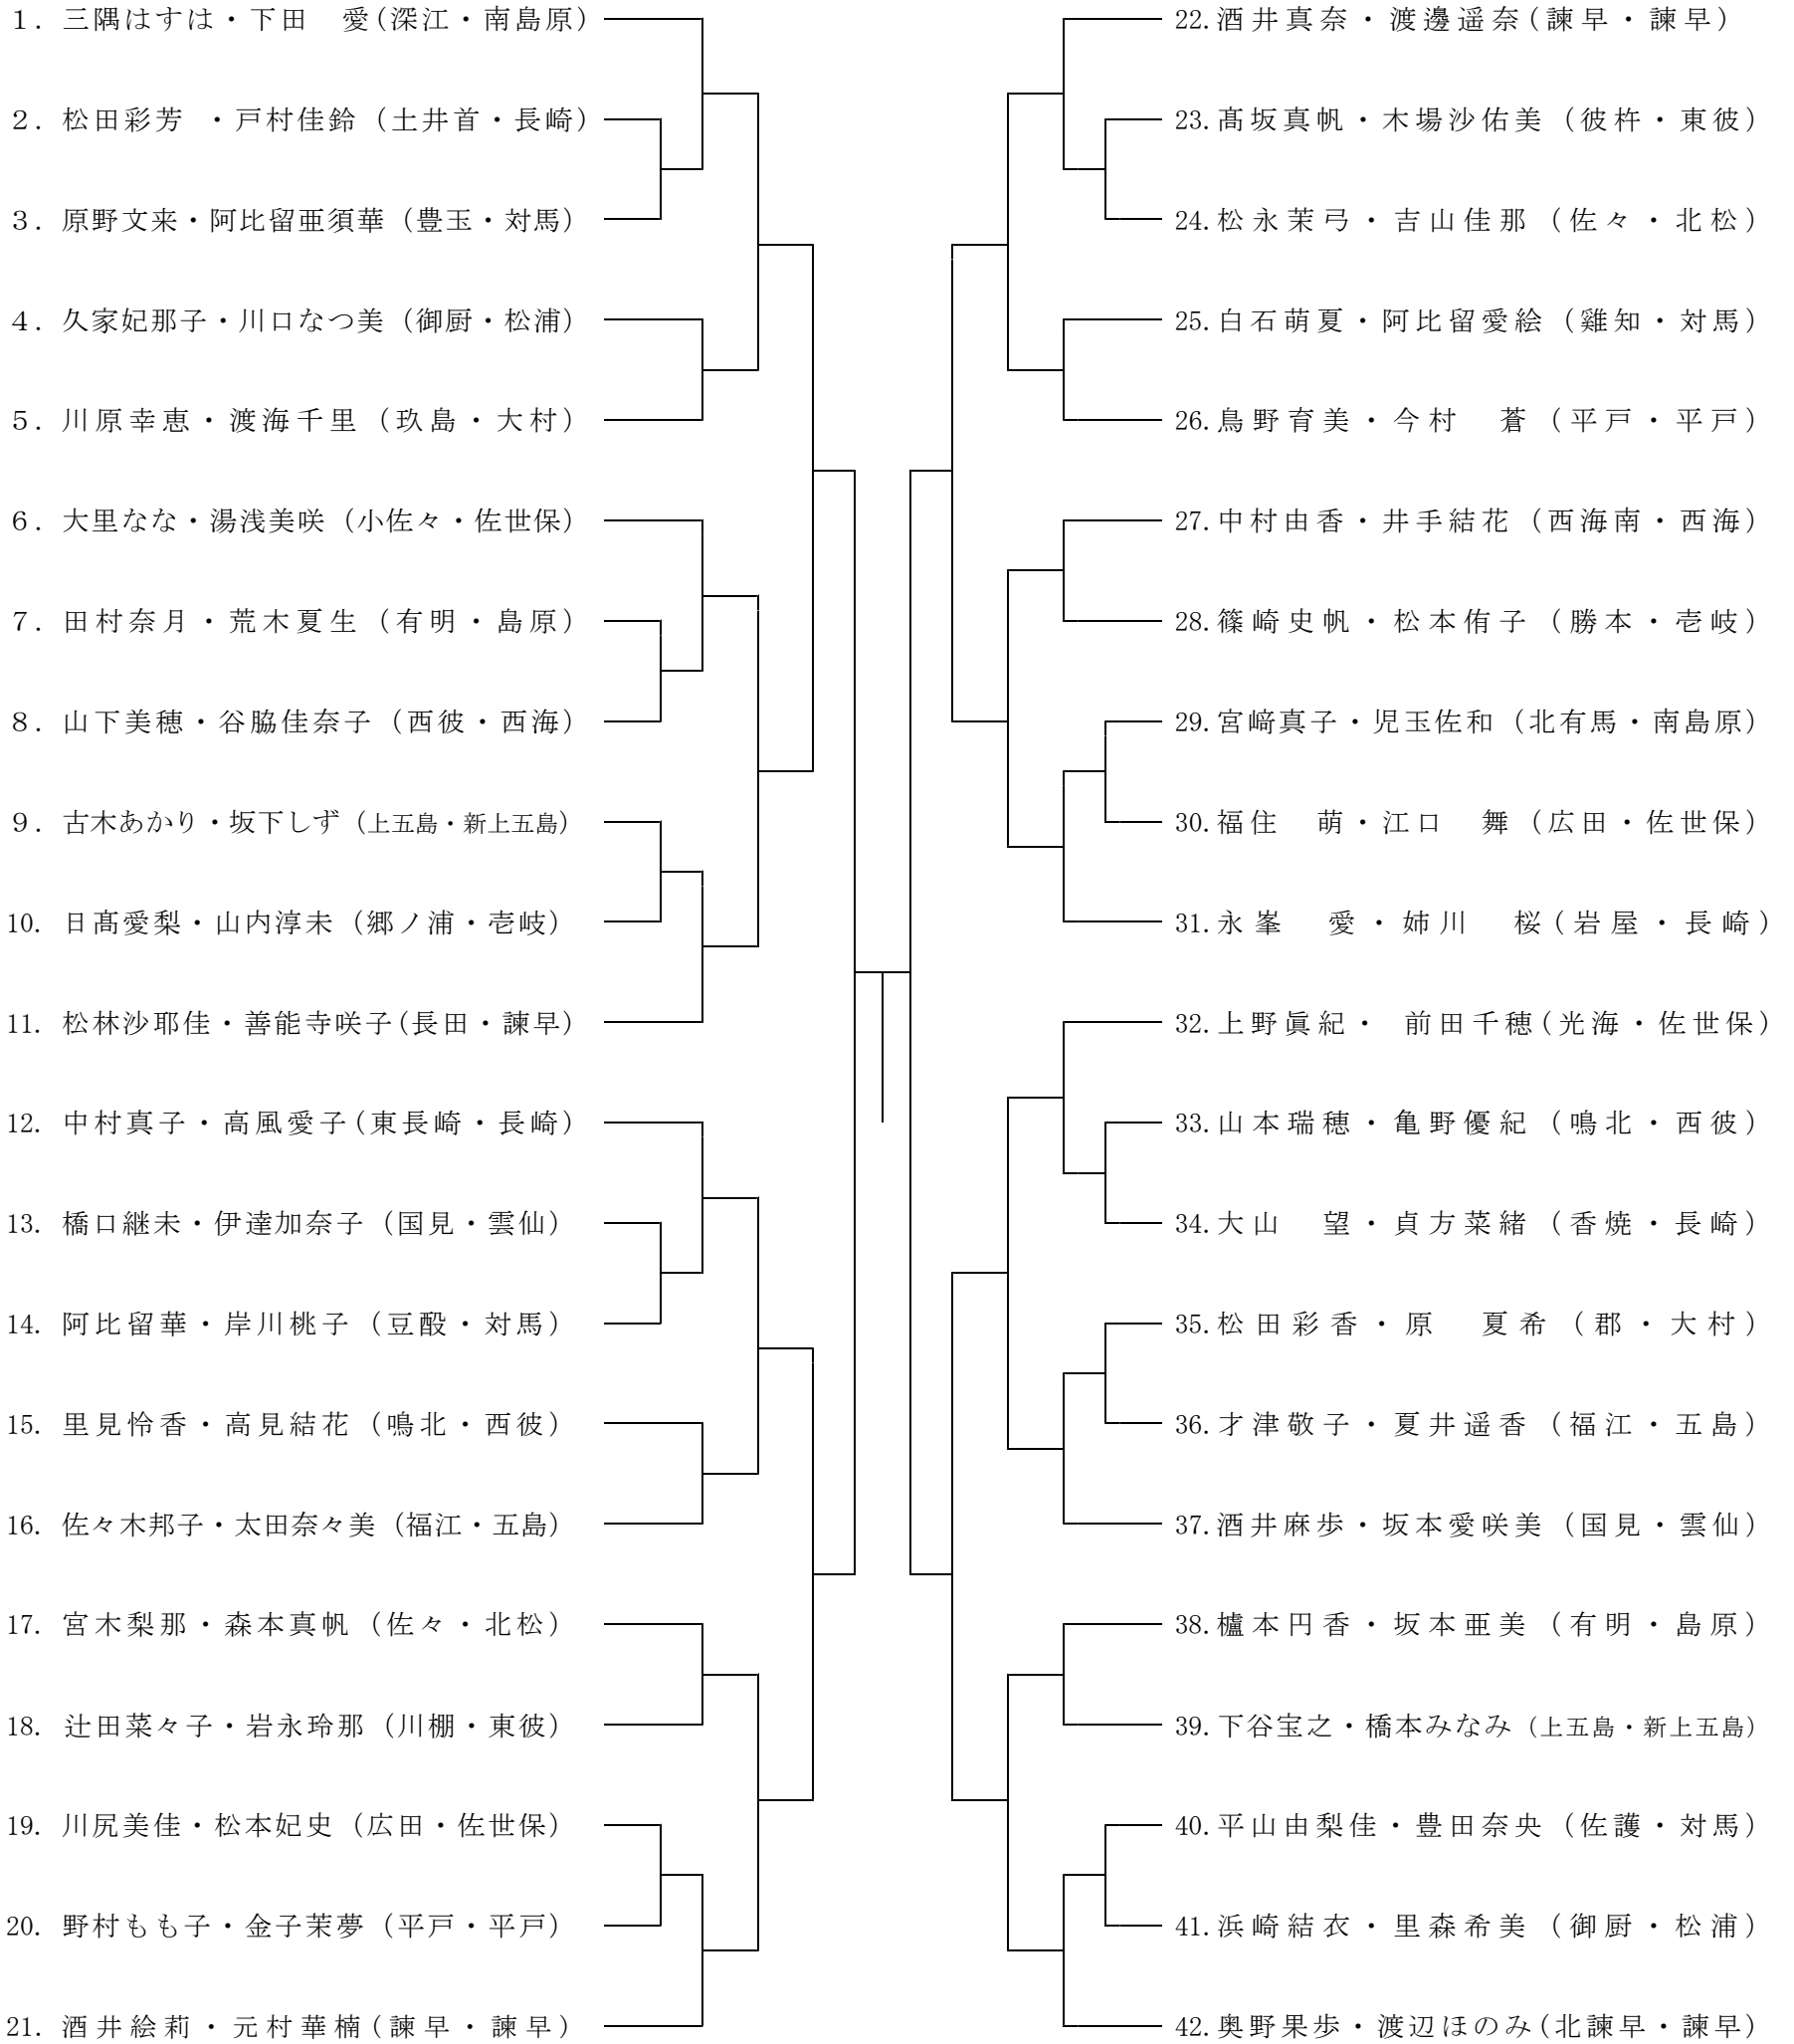 1. 三隅はすは・下田　愛(深江・南島原)
2. 松田彩芳 ・戸村佳鈴 (土井首・長崎)
3. 原野文来・阿比留亜須華 (豊玉・対馬)
4. 久家妃那子・川口なつ美 (御厨・松浦)
5. 川原幸恵・渡海千里 (玖島・大村)
6. 大里なな・湯浅美咲 (小佐々・佐世保)
7. 田村奈月・荒木夏生 (有明・島原)
8. 山下美穂・谷脇佳奈子 (西彼・西海)
9. 古木あかり・坂下しず (上五島・新上五島)
10. 日髙愛梨・山内淳未 (郷ノ浦・壱岐)
11. 松林沙耶佳・善能寺咲子(長田・諫早)
12. 中村真子・高風愛子(東長崎・長崎)
13. 橋口継未・伊達加奈子 (国見・雲仙)
14. 阿比留華・岸川桃子 (豆酘・対馬)
15. 里見怜香・高見結花 (鳴北・西彼)
16. 佐々木邦子・太田奈々美 (福江・五島)
17. 宮木梨那・森本真帆 (佐々・北松)
18. 辻田菜々子・岩永玲那 (川棚・東彼)
19. 川尻美佳・松本妃史 (広田・佐世保)
20. 野村もも子・金子茉夢 (平戸・平戸)
21. 酒井絵莉・元村華楠(諫早・諫早)
22. 酒井真奈・渡邊遥奈(諫早・諫早)
23. 髙坂真帆・木場沙佑美 (彼杵・東彼)
24. 松永茉弓・吉山佳那 (佐々・北松)
25. 白石萌夏・阿比留愛絵 (雞知・対馬)
26. 鳥野育美・今村　蒼 (平戸・平戸)
27. 中村由香・井手結花 (西海南・西海)
28. 篠崎史帆・松本侑子 (勝本・壱岐)
29. 宮﨑真子・児玉佐和 (北有馬・南島原)
30. 福住　萌・江口　舞 (広田・佐世保)
31. 永峯　愛・姉川　桜(岩屋・長崎)
32. 上野眞紀・ 前田千穂(光海・佐世保)
33. 山本瑞穂・亀野優紀 (鳴北・西彼)
34. 大山　望・貞方菜緒 (香焼・長崎)
35. 松田彩香・原　夏希 (郡・大村)
36. 才津敬子・夏井遥香 (福江・五島)
37. 酒井麻歩・坂本愛咲美 (国見・雲仙)
38. 櫨本円香・坂本亜美 (有明・島原)
39. 下谷宝之・橋本みなみ (上五島・新上五島)
40. 平山由梨佳・豊田奈央 (佐護・対馬)
41. 浜崎結衣・里森希美 (御厨・松浦)
42. 奥野果歩・渡辺ほのみ(北諫早・諫早)